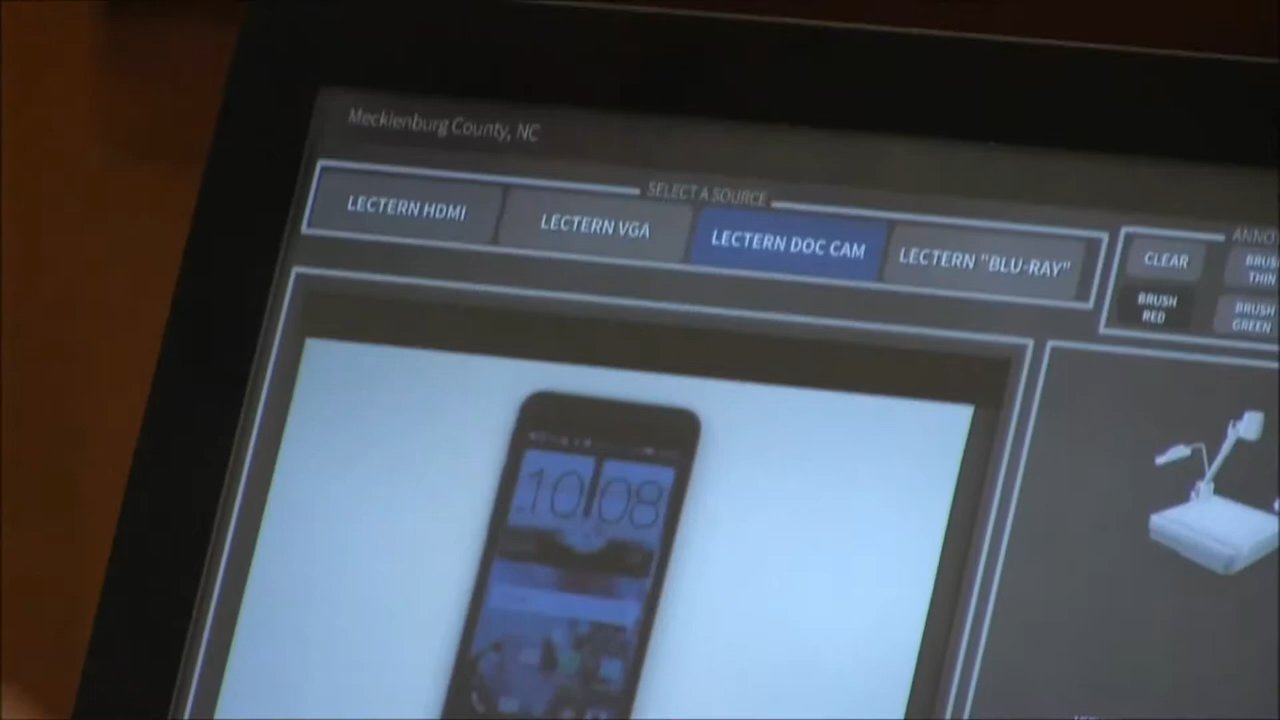 Mecklenburg County, NC
SELECT A SOURCE
LECTERN HDMI
LECTERN VGA
LECTERN DOC CAM
LECTERN "BLU-RAY"
CLEAR
BRUSH
RED
BRUSH
GREEN
10:08